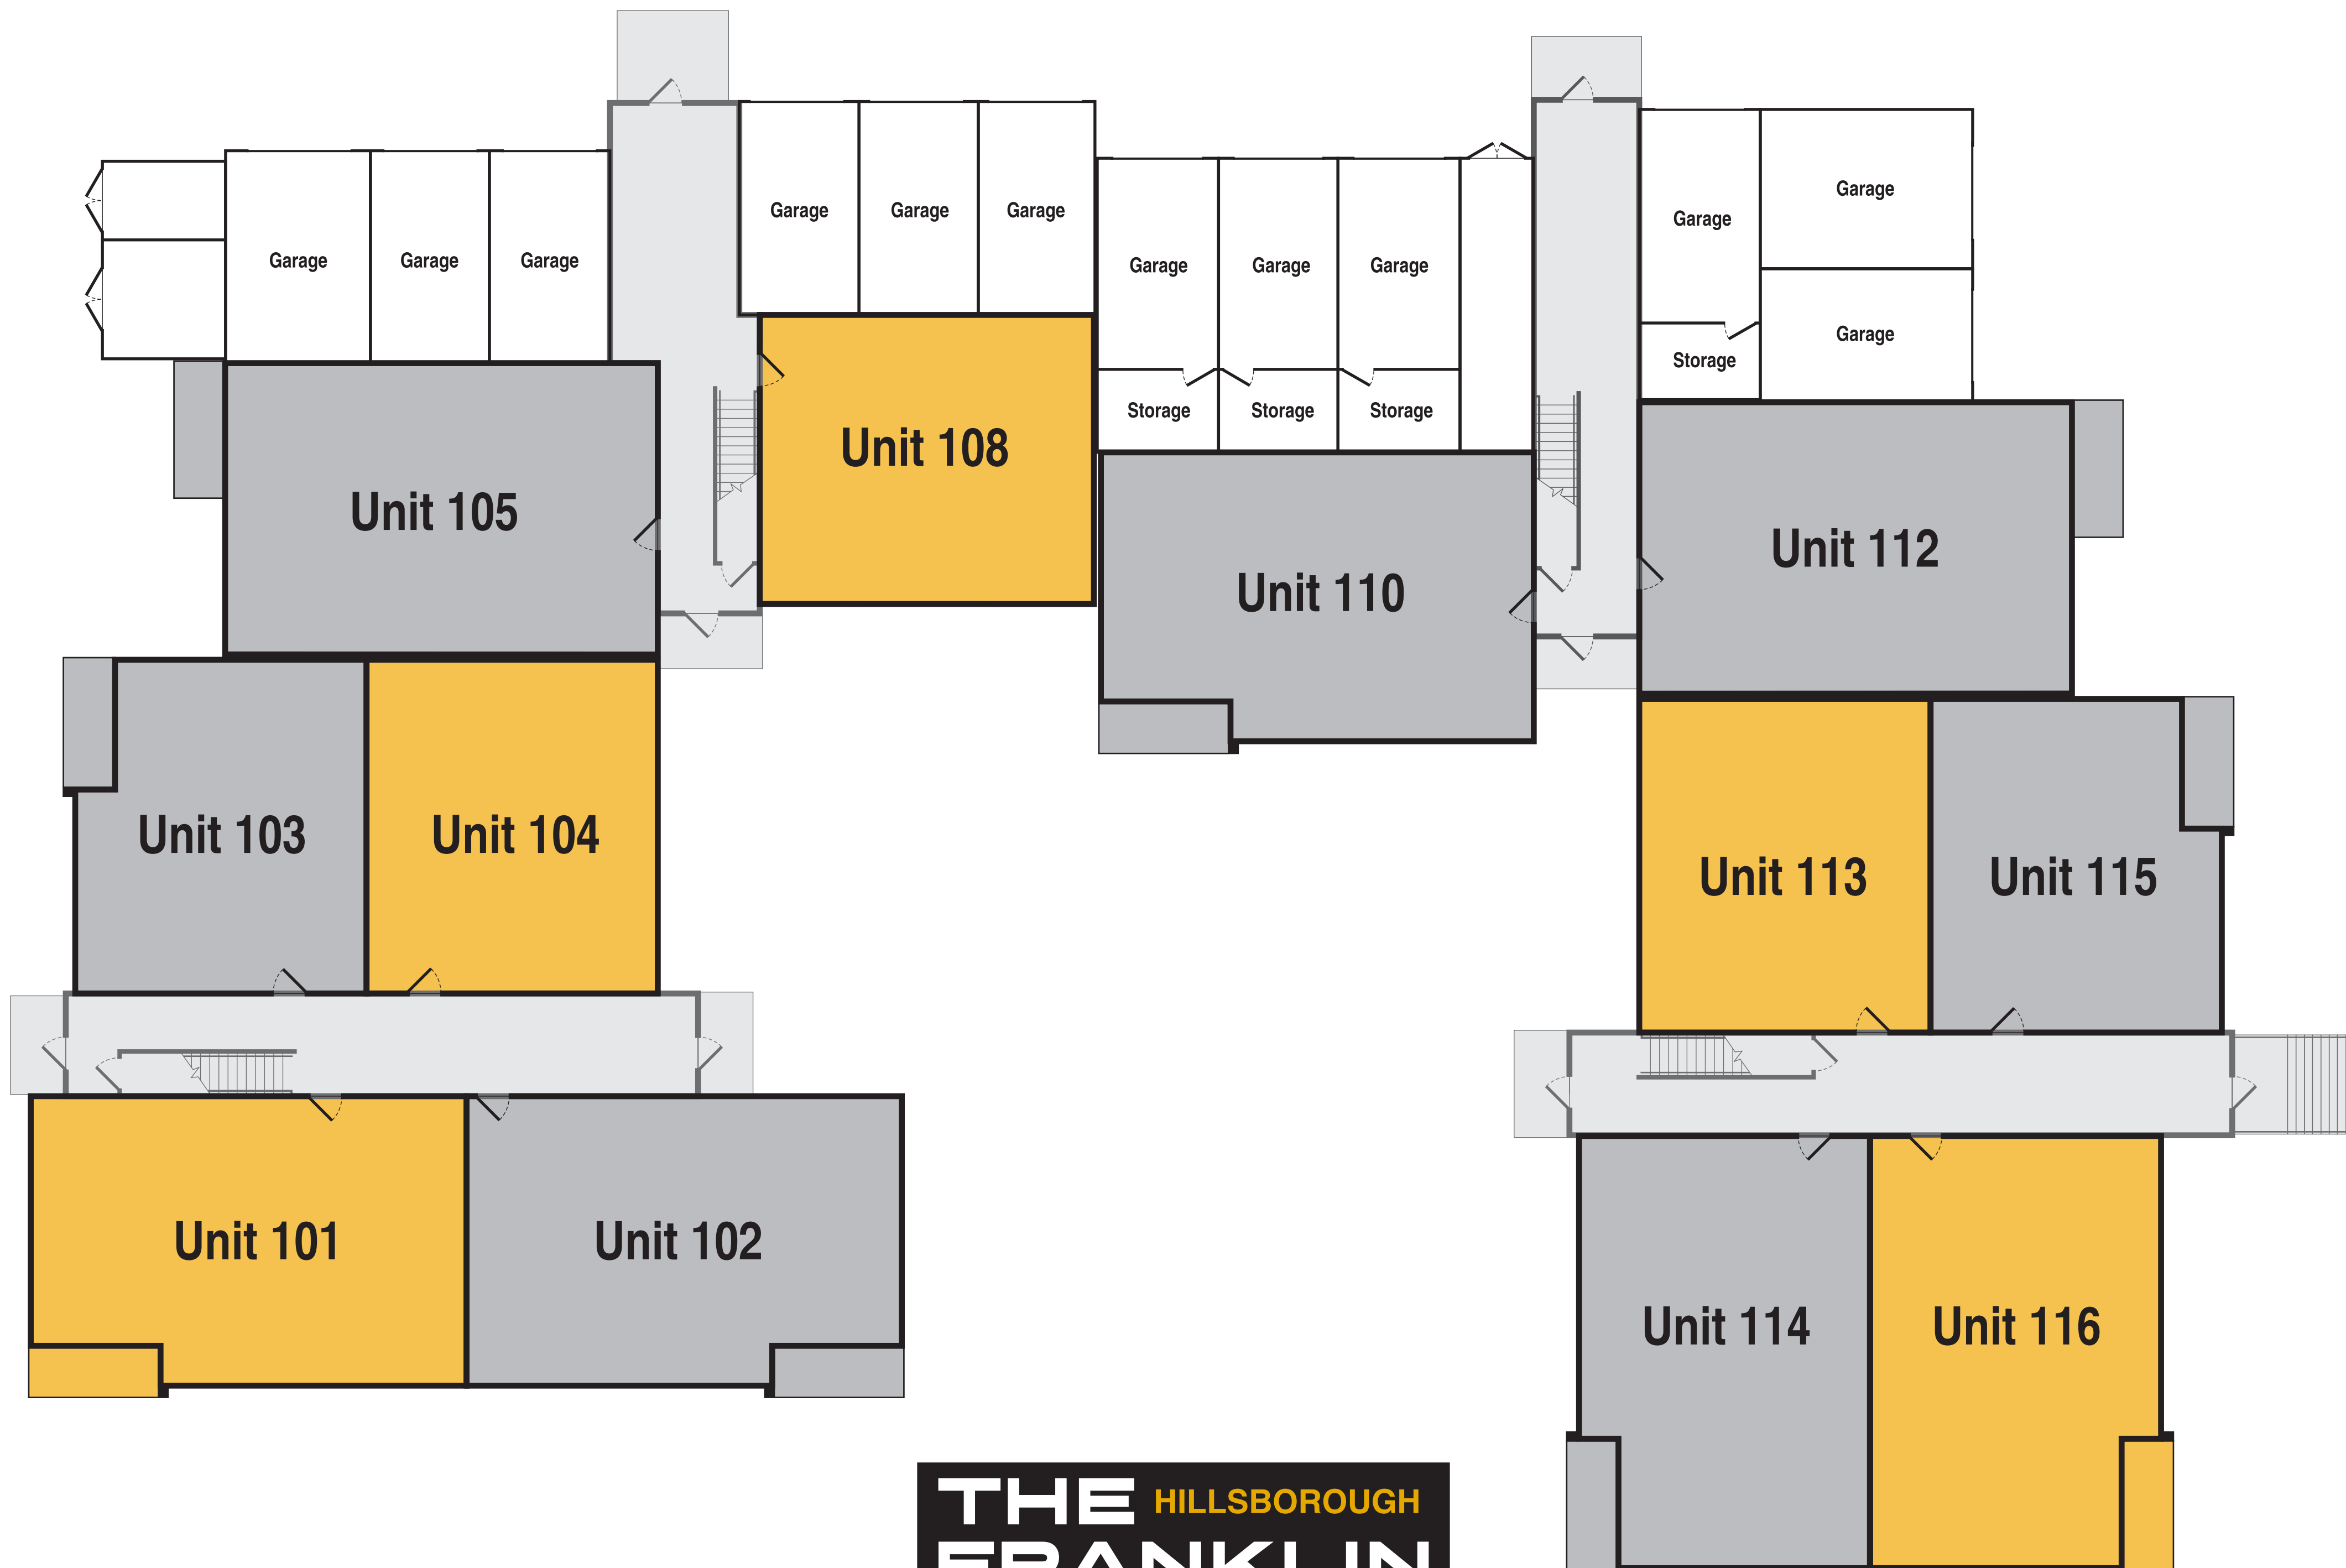 Garage
Garage
Garage
Garage
Garage
Garage
Garage
Garage
Garage
Garage
Garage
Garage
Storage
Storage
Storage
Storage
Unit 108
Unit 105
Unit 110
Unit 112
Unit 103
Unit 104
Unit 113
Unit 115
Unit 101
Unit 102
Unit 114
Unit 116
THE HILLSBOROUGH
FRANKLIN